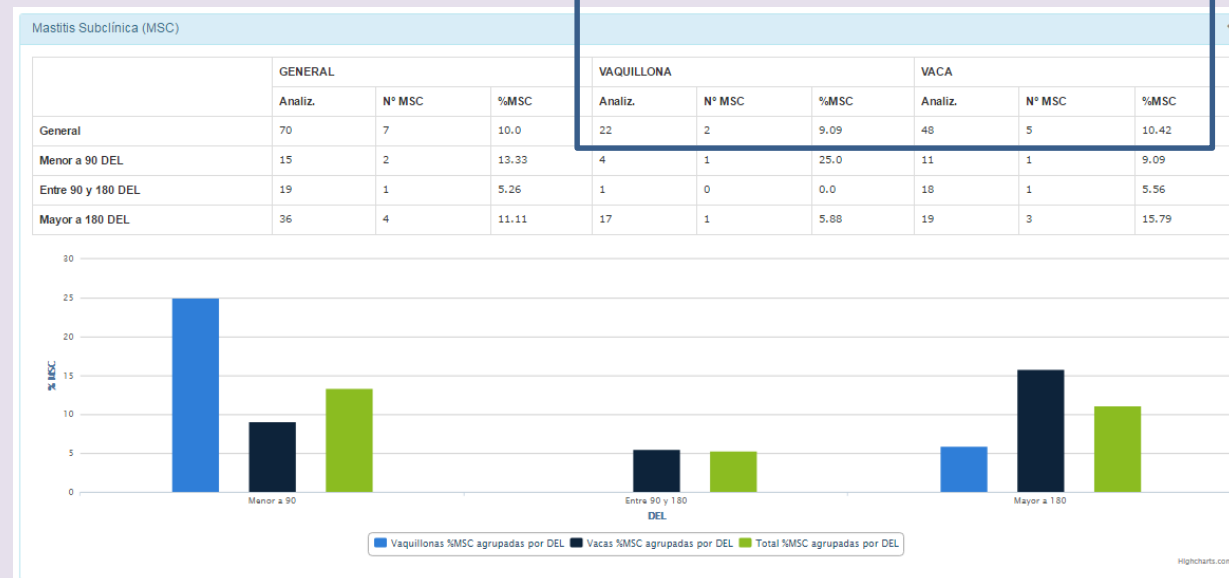 Mastitis Subclínica (MSC)
GENERAL VAQUILLONA VACA
Analiz. Nº MSC %MSC Analiz. Nº MSC %MSC Analiz. Nº MSC %MSC
General 70 7 10.0 22 2 9.09 48 5 10.42
Menor a 90 DEL 15 2 13.33 4 1 25.0 11 1 9.09
Entre 90 y 180 DEL 19 1 5.26 1 0 0.0 18 1 5.56
Mayor a 180 DEL 36 4 11.11 17 1 5.88 19 3 15.79
30
25
20
15
10
5
0
% MSC
Menor a 90 Entre 90 y 180 Mayor a 180
DEL
Vaquillonas %MSC agrupadas por DEL Vacas %MSC agrupadas por DEL Total %MSC agrupadas por DEL
Highcharts.com